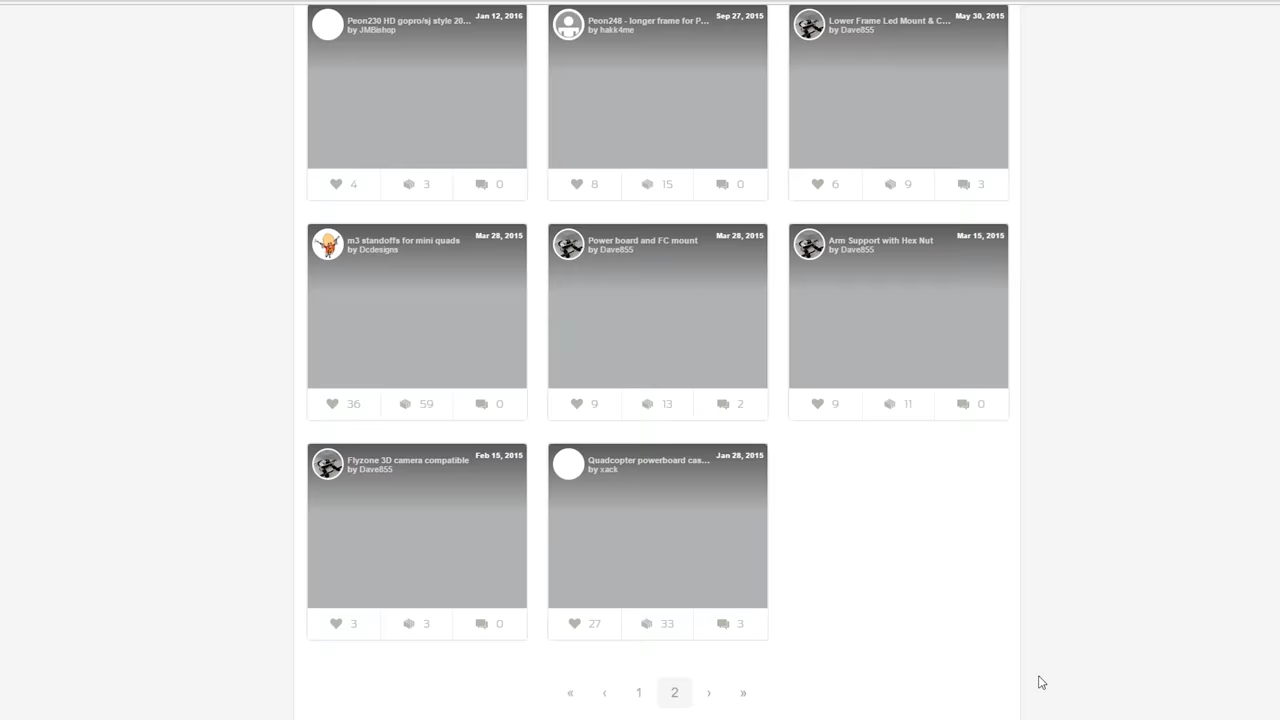 Peon230 HD gopro/sj style 20... Jan 12, 2016
by JMBishop
Peon248 - longer frame for P... Sep 27, 2015
by hakk4me
Lower Frame Led Mount & C... May 30, 2015
by Dave855
4 3 0
8 15 0
6 9 3
m3 standoffs for mini quads Mar 28, 2015
by Dcdesigns
Power board and FC mount Mar 28, 2015
by Dave855
Arm Support with Hex Nut Mar 15, 2015
by Dave855
36 59 0
9 13 2
9 11 0
Flyzone 3D camera compatible Feb 15, 2015
by Dave855
Quadcopter powerboard cas... Jan 28, 2015
by xack
3 3 0
27 33 3
« ‹ 1 2 › »